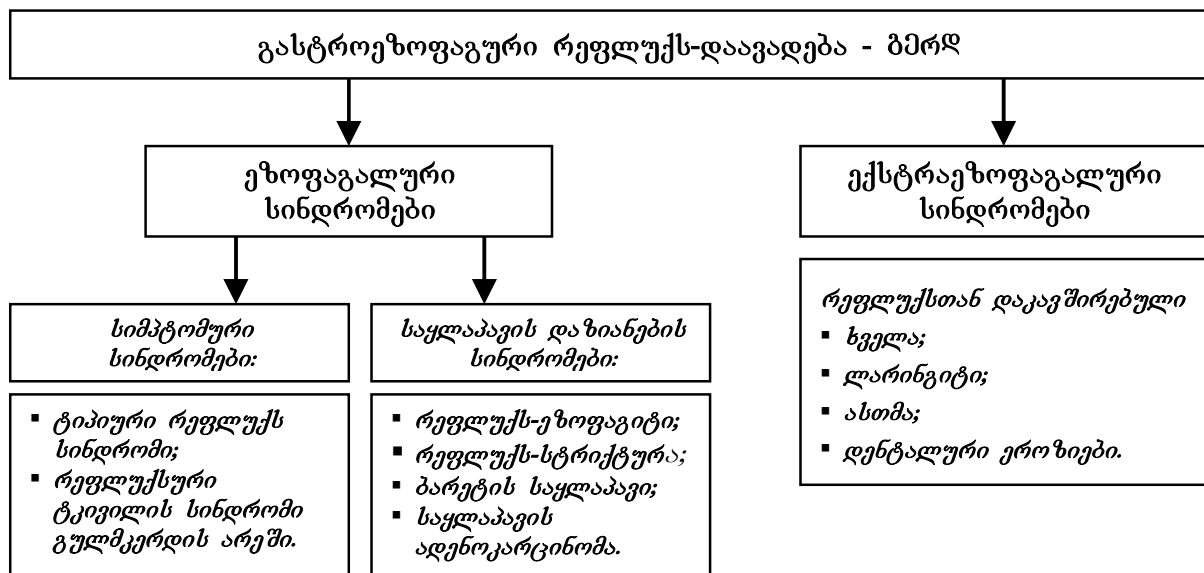 გასტროეზოფაგური რეფლუქს-დაავადება - გერდ
ეზოფაგალური
სინდრომები
ექსტრაეზოფაგალური
სინდრომები
სიმპტომური
სინდრომები:
საყლაპავის დაზიანების
სინდრომები:
▪ ტიპიური რეფლუქს
სინდრომი;
▪ რეფლუქსური
ტკივილის სინდრომი
გულმკერდის არეში.
▪ რეფლუქს-ეზოფაგიტი;
▪ რეფლუქს-სტრიქტურა;
▪ ბარეტის საყლაპავი;
▪ საყლაპავის
ადენოკარცინომა.
რეფლუქსთან დაკავშირებული
▪ ხველა;
▪ ლარინგიტი;
▪ ასთმა;
▪ დენტალური ეროზიები.